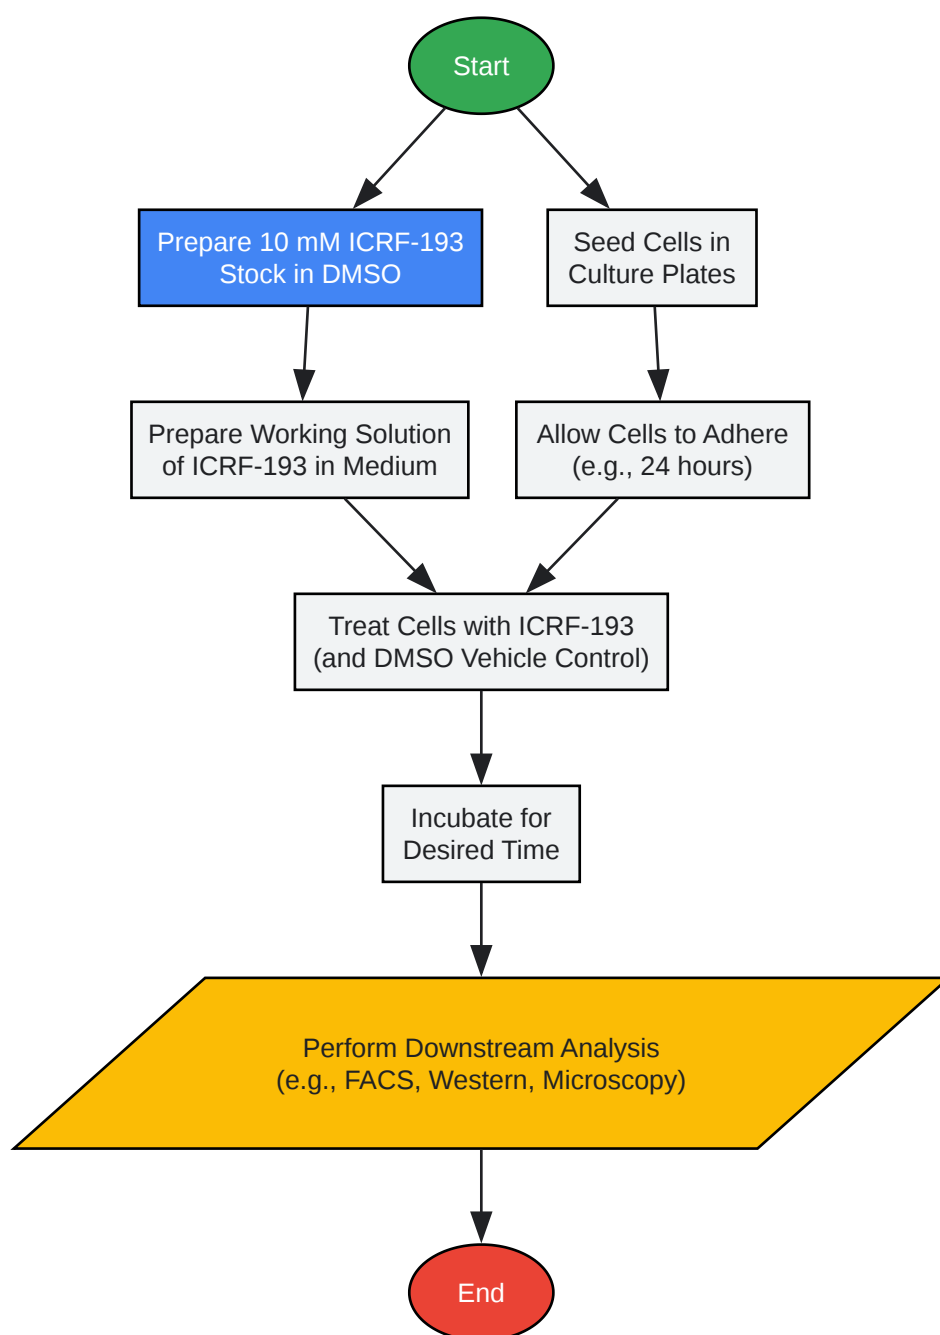 Start
Prepare 10 mM ICRF-193
Stock in DMSO
Seed Cells in
Culture Plates
Prepare Working Solution
of ICRF-193 in Medium
Allow Cells to Adhere
(e.g., 24 hours)
Treat Cells with ICRF-193
(and DMSO Vehicle Control)
Incubate for
Desired Time
Perform Downstream Analysis
(e.g., FACS, Western, Microscopy)
End